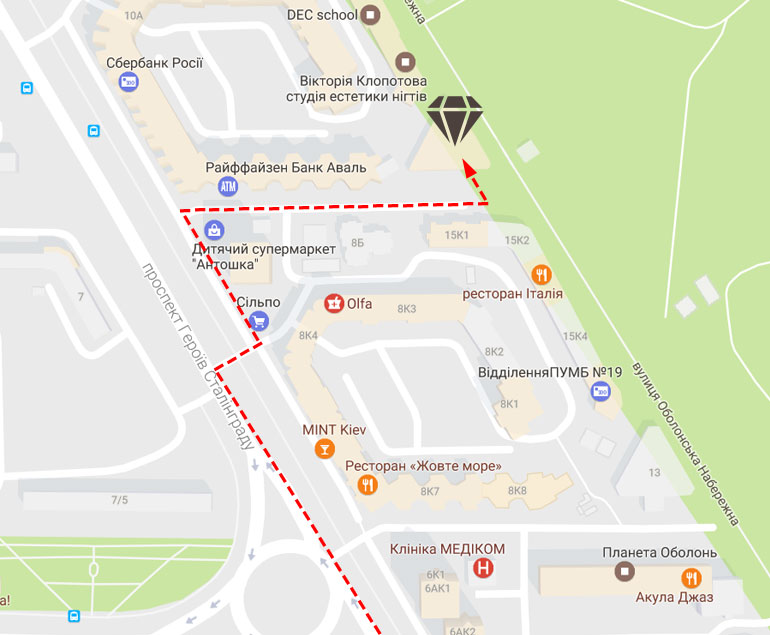 DEC school
жна
10А
Сбербанк Росії
Вікторія Клопотова
студія естетики нігтів
Райффайзен Банк Аваль
ATM
Дитячий супермаркет
"Антошка"
8Б
15К1
15К2
ресторан Італія
7
проспект Героїв Сталінграду
Сільпо
Olfa
8К3
8К4
8К2
15К4
ВідділенняПУМБ №19
8К1
вулиця Оболонська Набережна
MINT Kiev
Ресторан «Жовте море»
13
7/5
8К7
8К8
Клініка МЕДІКОМ
H
6К1
6АК1
6АК2
Планета Оболонь
Акула Джаз
а!